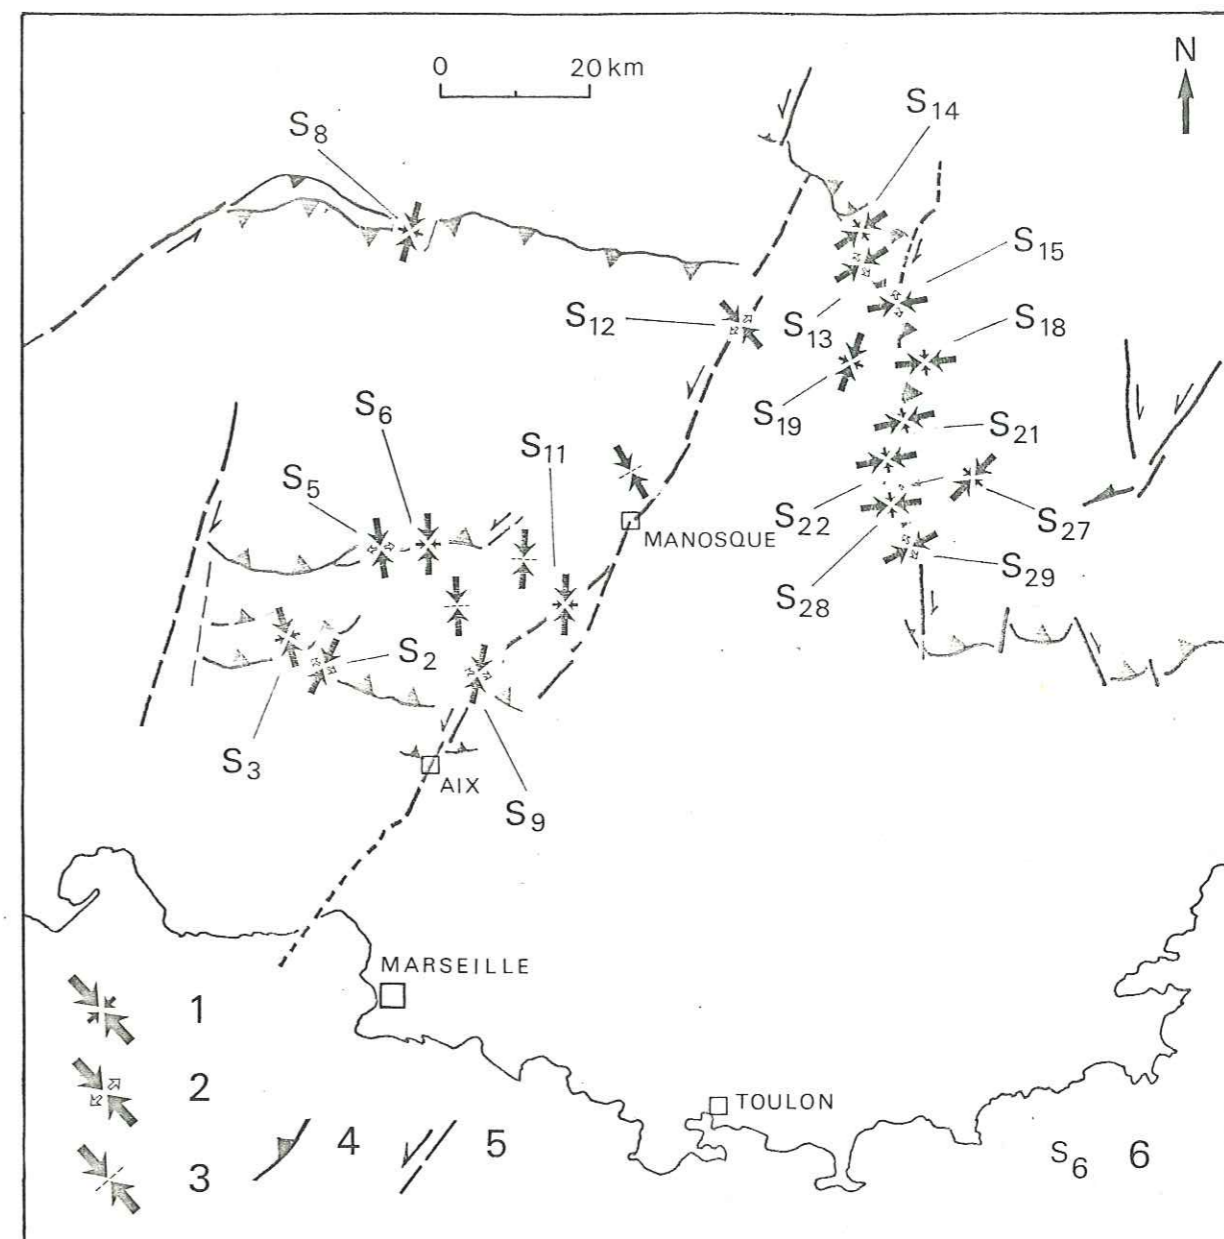 0 20 km
N
S14
S8
S15
S12
S13
S18
S19
S6
S11
S21
S5
S22
S27
MANOSQUE
S29
S28
S2
S3
AIX
S9
MARSEILLE
1
2
TOULON
4 5
S6 6
3